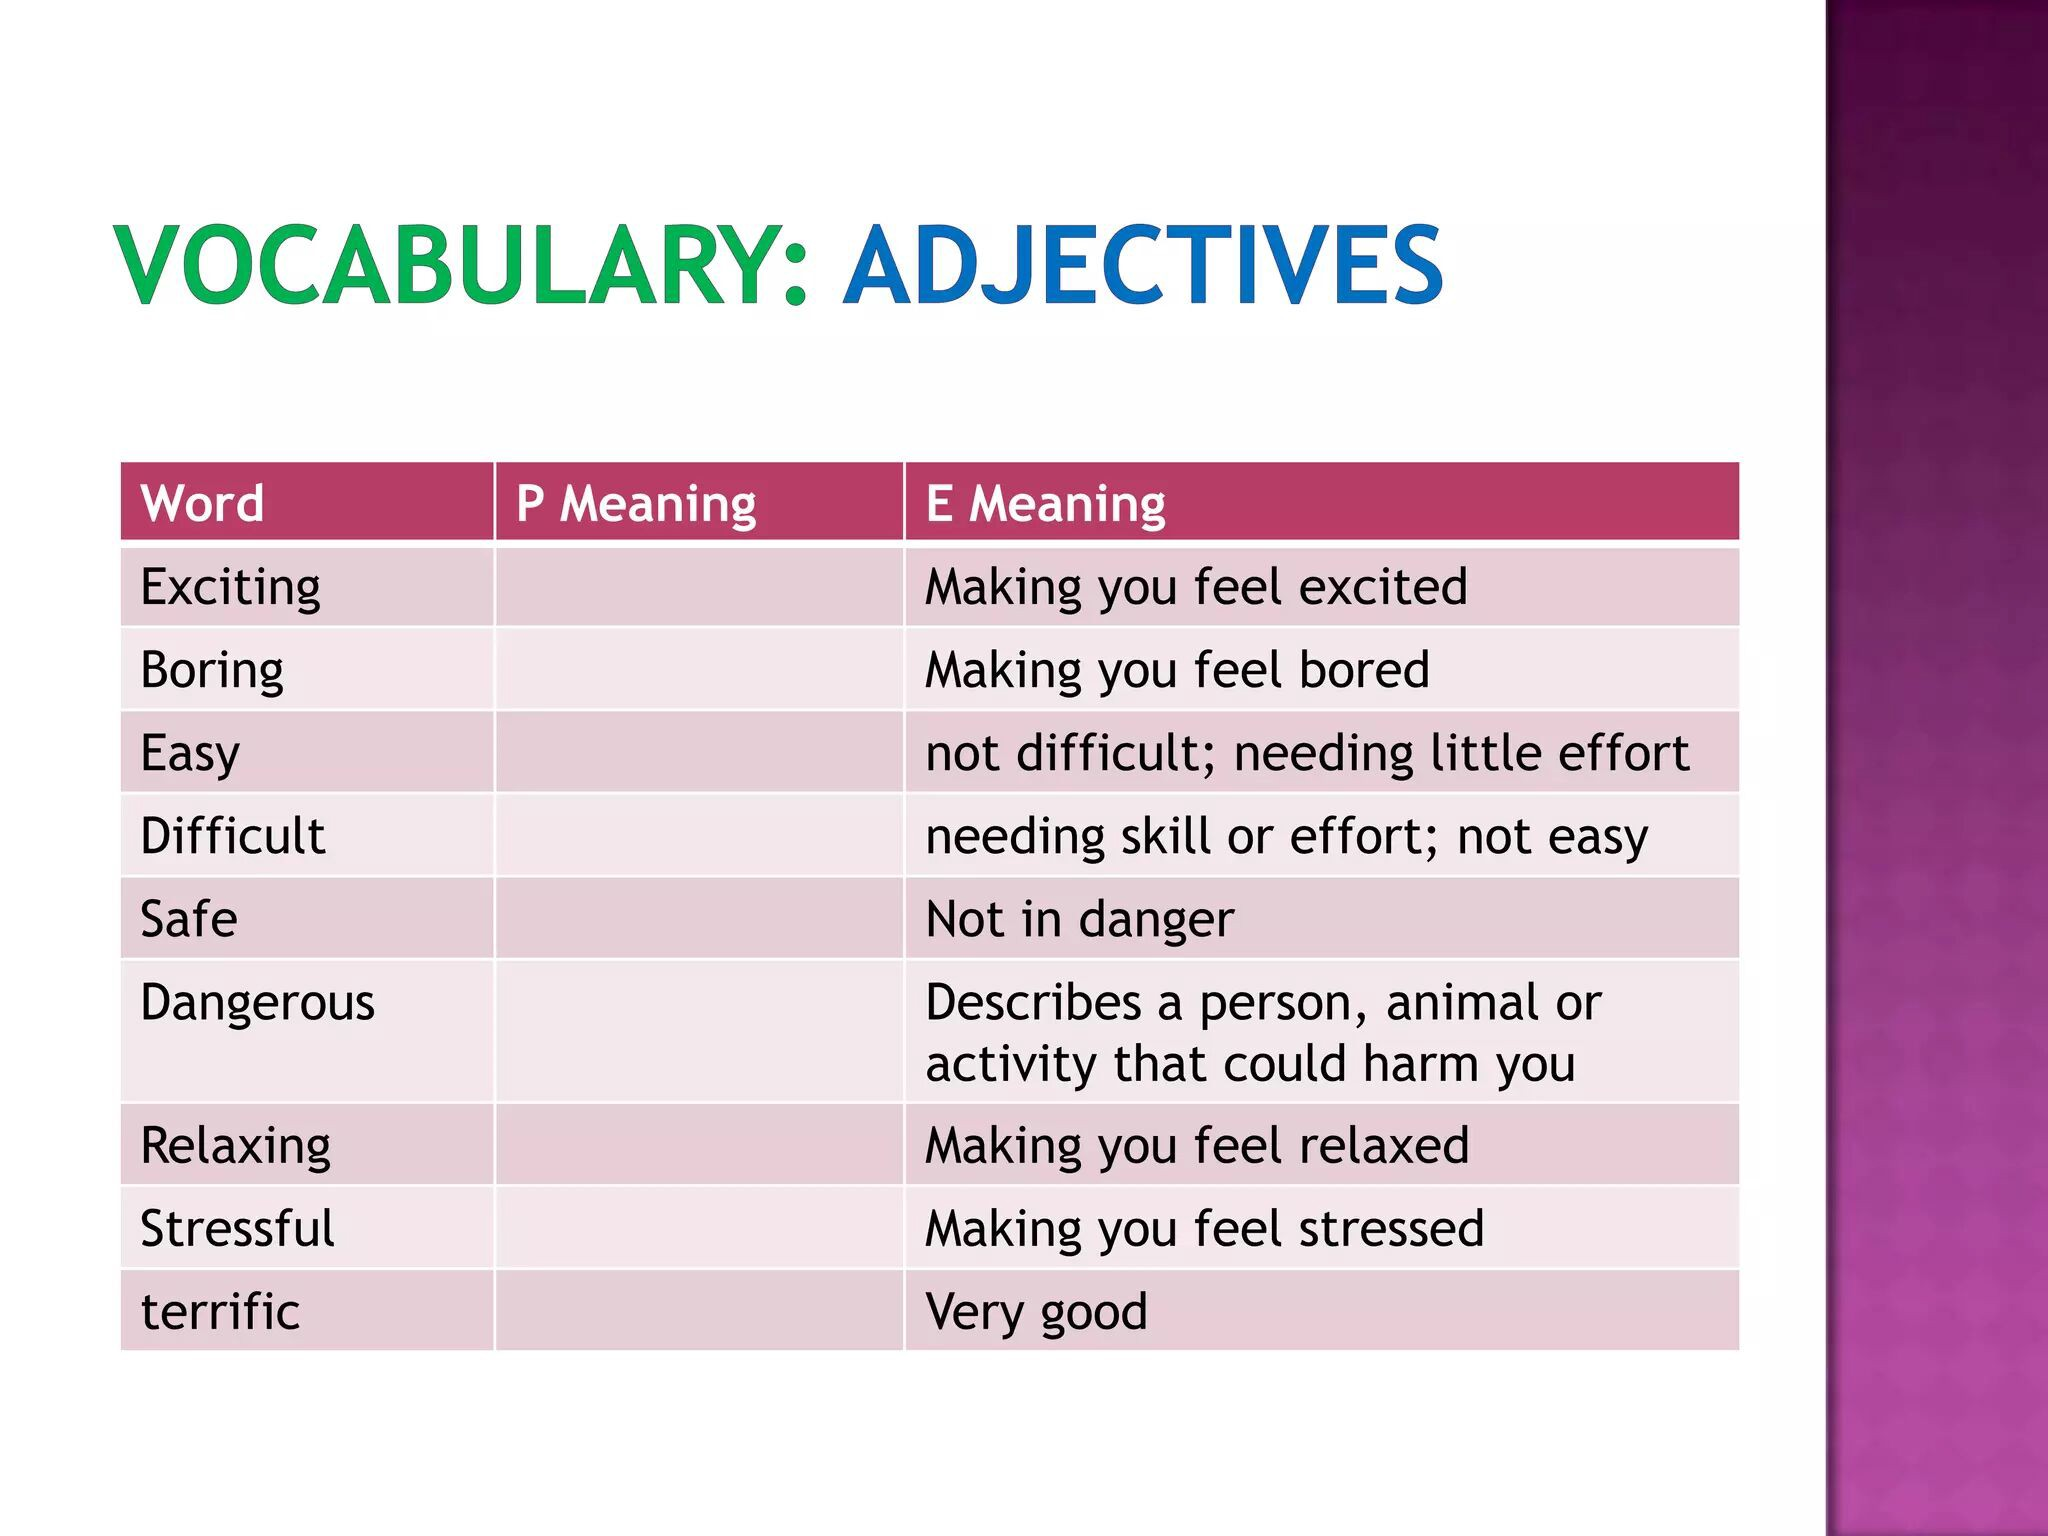 VOCABULARY: ADJECTIVES
Word P Meaning E Meaning
Exciting Making you feel excited
Boring Making you feel bored
Easy not difficult; needing little effort
Difficult needing skill or effort; not easy
Safe Not in danger
Dangerous Describes a person, animal or
activity that could harm you
Relaxing Making you feel relaxed
Stressful Making you feel stressed
terrific Very good